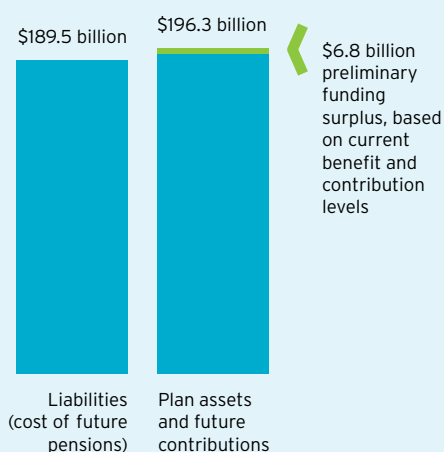 $189.5 billion
$196.3 billion
$6.8 billion
preliminary
funding
surplus, based
on current
benefit and
contribution
levels
Liabilities
(cost of future
pensions)
Plan assets
and future
contributions